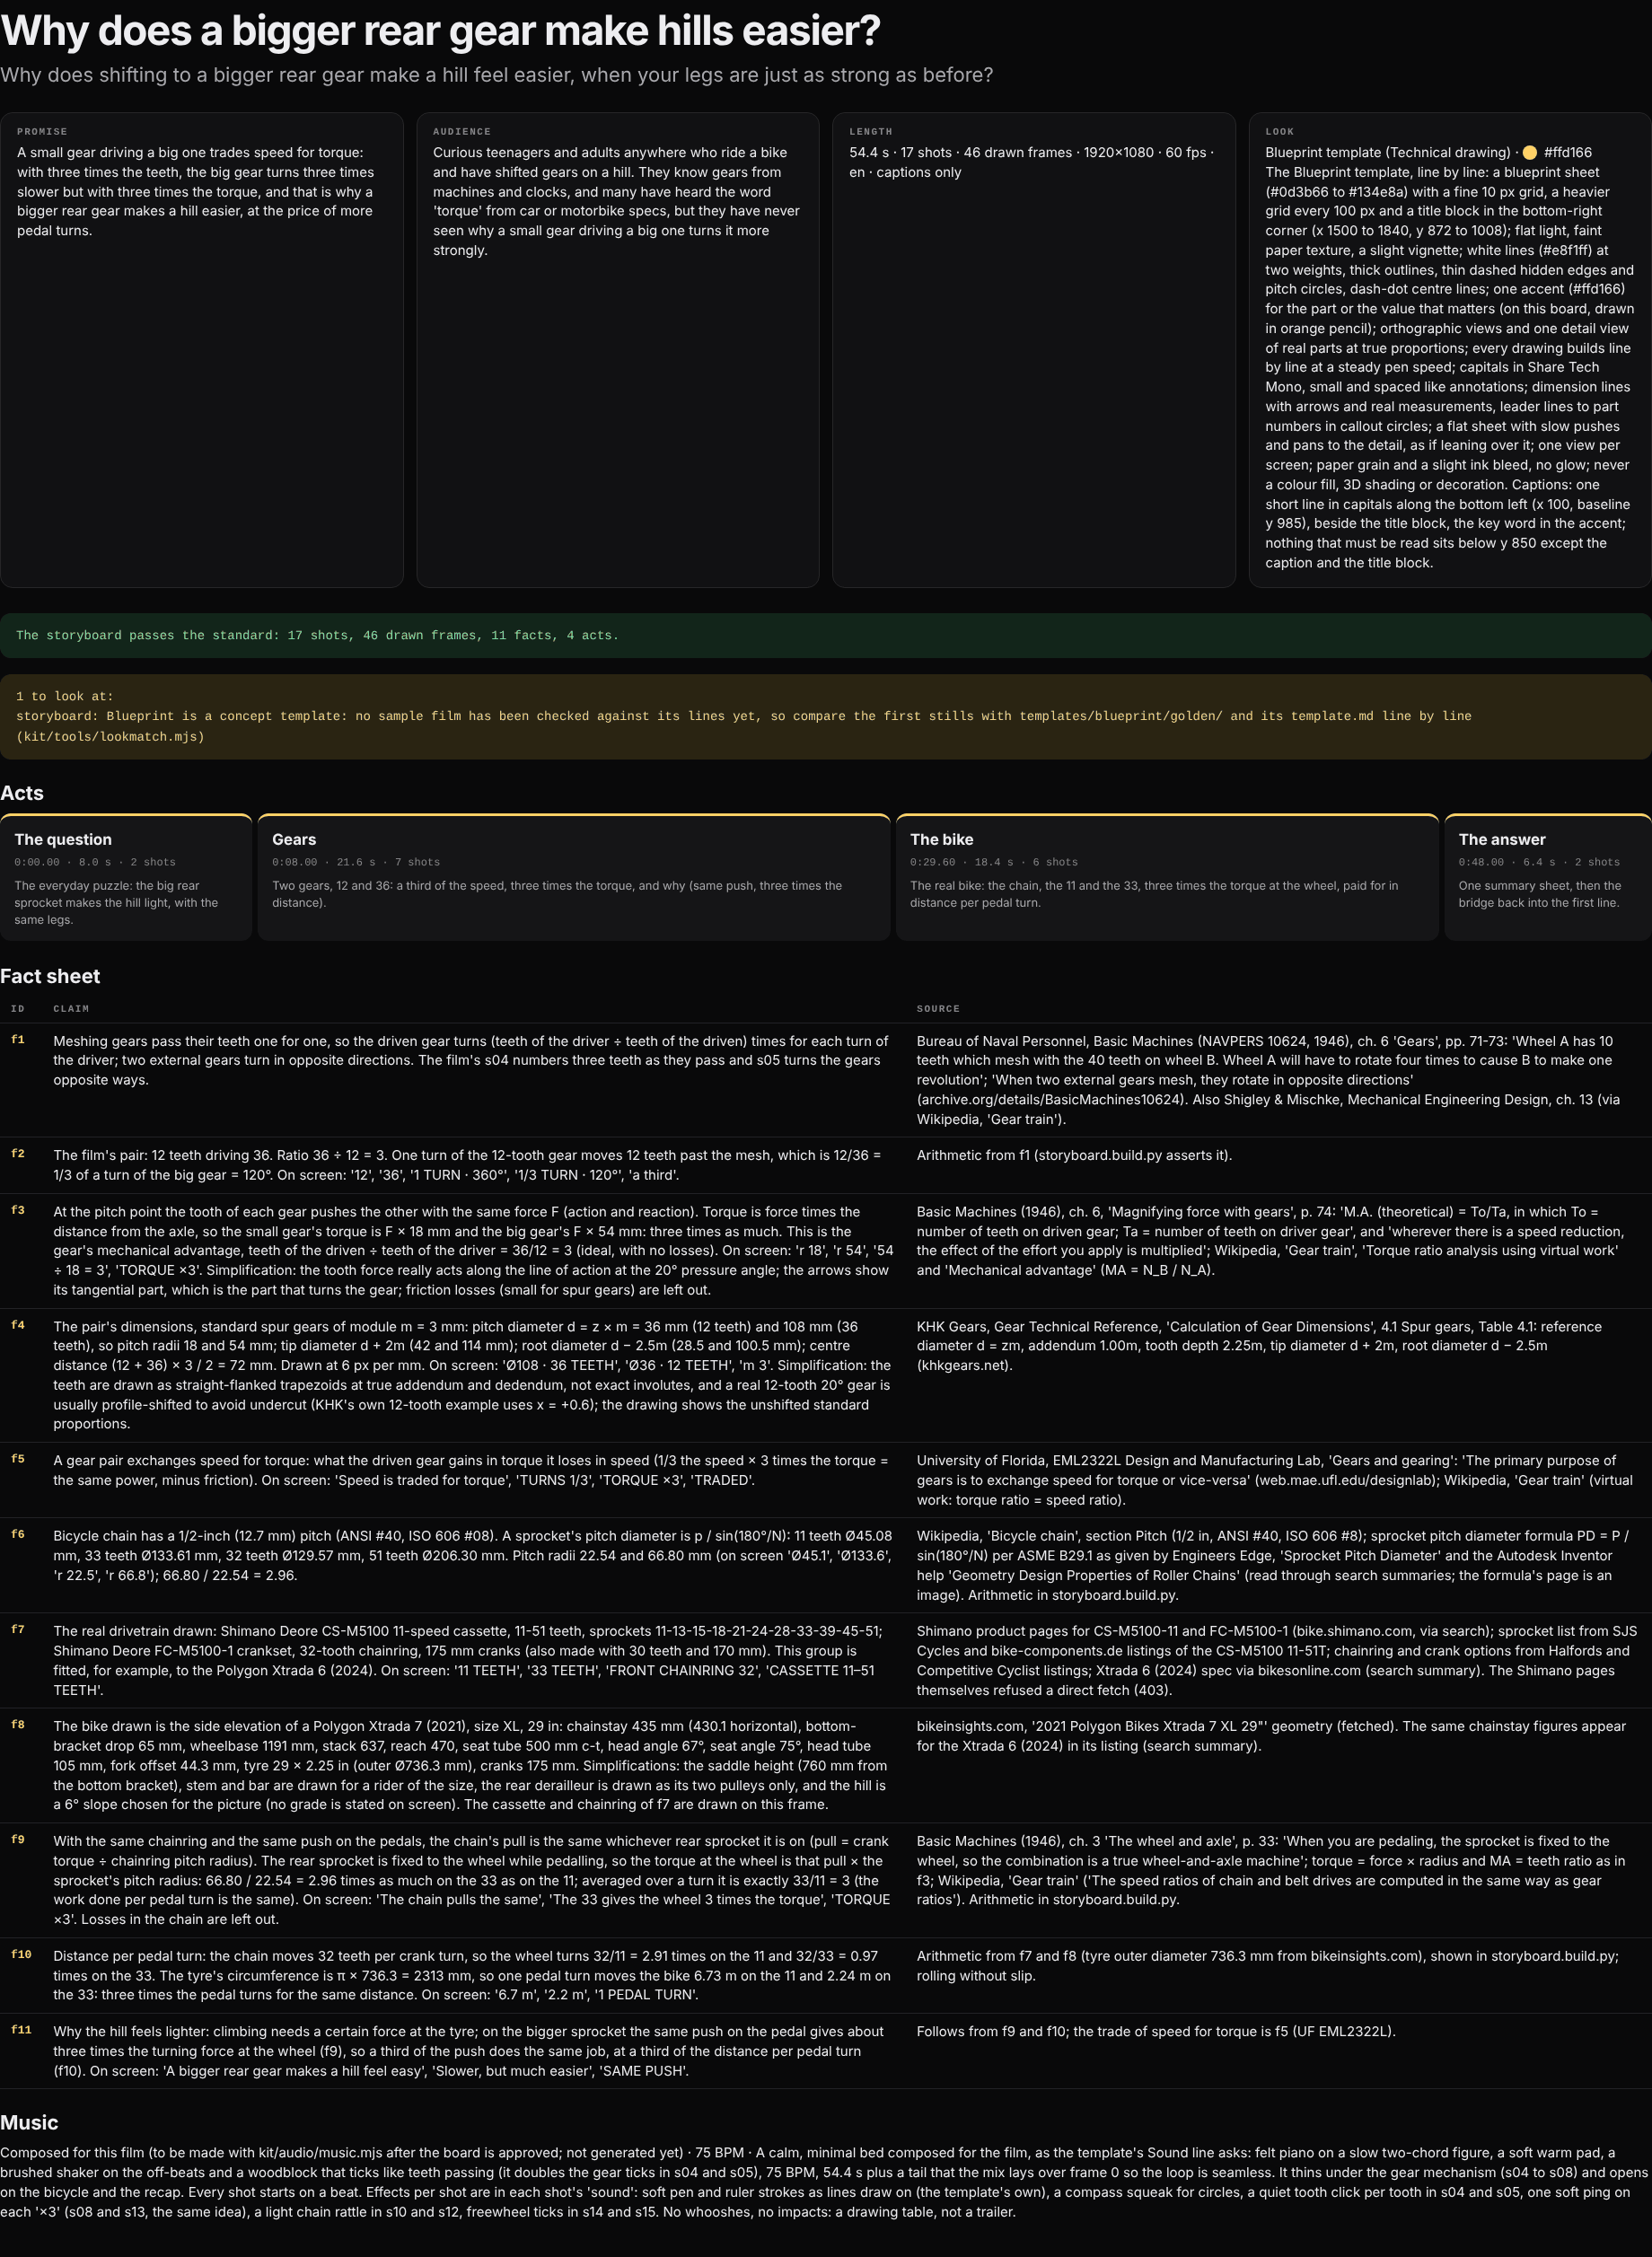 Why does a bigger rear gear make hills easier?
Why does shifting to a bigger rear gear make a hill feel easier, when your legs are just as strong as before?
PROMISE
A small gear driving a big one trades speed for torque:
with three times the teeth, the big gear turns three times
slower but with three times the torque, and that is why a
bigger rear gear makes a hill easier, at the price of more
pedal turns.
AUDIENCE
Curious teenagers and adults anywhere who ride a bike
and have shifted gears on a hill. They know gears from
machines and clocks, and many have heard the word
'torque' from car or motorbike specs, but they have never
seen why a small gear driving a big one turns it more
strongly.
LENGTH
54.4 s · 17 shots · 46 drawn frames · 1920×1080 · 60 fps ·
en · captions only
LOOK
Blueprint template (Technical drawing) · #ffd166
The Blueprint template, line by line: a blueprint sheet
(#0d3b66 to #134e8a) with a fine 10 px grid, a heavier
grid every 100 px and a title block in the bottom-right
corner (x 1500 to 1840, y 872 to 1008); flat light, faint
paper texture, a slight vignette; white lines (#e8f1ff) at
two weights, thick outlines, thin dashed hidden edges and
pitch circles, dash-dot centre lines; one accent (#ffd166)
for the part or the value that matters (on this board, drawn
in orange pencil); orthographic views and one detail view
of real parts at true proportions; every drawing builds line
by line at a steady pen speed; capitals in Share Tech
Mono, small and spaced like annotations; dimension lines
with arrows and real measurements, leader lines to part
numbers in callout circles; a flat sheet with slow pushes
and pans to the detail, as if leaning over it; one view per
screen; paper grain and a slight ink bleed, no glow; never
a colour fill, 3D shading or decoration. Captions: one
short line in capitals along the bottom left (x 100, baseline
y 985), beside the title block, the key word in the accent;
nothing that must be read sits below y 850 except the
caption and the title block.
The storyboard passes the standard: 17 shots, 46 drawn frames, 11 facts, 4 acts.
1 to look at:
storyboard: Blueprint is a concept template: no sample film has been checked against its lines yet, so compare the first stills with templates/blueprint/golden/ and its template.md line by line
(kit/tools/lookmatch.mjs)
Acts
The question
0:00.00 · 8.0 s · 2 shots
The everyday puzzle: the big rear
sprocket makes the hill light, with the
same legs.
Gears
0:08.00 · 21.6 s · 7 shots
Two gears, 12 and 36: a third of the speed, three times the torque, and why (same push, three times the
distance).
The bike
0:29.60 · 18.4 s · 6 shots
The real bike: the chain, the 11 and the 33, three times the torque at the wheel, paid for in
distance per pedal turn.
The answer
0:48.00 · 6.4 s · 2 shots
One summary sheet, then the
bridge back into the first line.
Fact sheet
ID CLAIM SOURCE
f1
Meshing gears pass their teeth one for one, so the driven gear turns (teeth of the driver ÷ teeth of the driven) times for each turn of
the driver; two external gears turn in opposite directions. The film's s04 numbers three teeth as they pass and s05 turns the gears
opposite ways.
Bureau of Naval Personnel, Basic Machines (NAVPERS 10624, 1946), ch. 6 'Gears', pp. 71-73: 'Wheel A has 10
teeth which mesh with the 40 teeth on wheel B. Wheel A will have to rotate four times to cause B to make one
revolution'; 'When two external gears mesh, they rotate in opposite directions'
(archive.org/details/BasicMachines10624). Also Shigley & Mischke, Mechanical Engineering Design, ch. 13 (via
Wikipedia, 'Gear train').
f2
The film's pair: 12 teeth driving 36. Ratio 36 ÷ 12 = 3. One turn of the 12-tooth gear moves 12 teeth past the mesh, which is 12/36 =
1/3 of a turn of the big gear = 120°. On screen: '12', '36', '1 TURN · 360°', '1/3 TURN · 120°', 'a third'.
Arithmetic from f1 (storyboard.build.py asserts it).
f3
At the pitch point the tooth of each gear pushes the other with the same force F (action and reaction). Torque is force times the
distance from the axle, so the small gear's torque is F × 18 mm and the big gear's F × 54 mm: three times as much. This is the
gear's mechanical advantage, teeth of the driven ÷ teeth of the driver = 36/12 = 3 (ideal, with no losses). On screen: 'r 18', 'r 54', '54
÷ 18 = 3', 'TORQUE ×3'. Simplification: the tooth force really acts along the line of action at the 20° pressure angle; the arrows show
its tangential part, which is the part that turns the gear; friction losses (small for spur gears) are left out.
Basic Machines (1946), ch. 6, 'Magnifying force with gears', p. 74: 'M.A. (theoretical) = To/Ta, in which To =
number of teeth on driven gear; Ta = number of teeth on driver gear', and 'wherever there is a speed reduction,
the effect of the effort you apply is multiplied'; Wikipedia, 'Gear train', 'Torque ratio analysis using virtual work'
and 'Mechanical advantage' (MA = N_B / N_A).
f4
The pair's dimensions, standard spur gears of module m = 3 mm: pitch diameter d = z × m = 36 mm (12 teeth) and 108 mm (36
teeth), so pitch radii 18 and 54 mm; tip diameter d + 2m (42 and 114 mm); root diameter d − 2.5m (28.5 and 100.5 mm); centre
distance (12 + 36) × 3 / 2 = 72 mm. Drawn at 6 px per mm. On screen: 'Ø108 · 36 TEETH', 'Ø36 · 12 TEETH', 'm 3'. Simplification: the
teeth are drawn as straight-flanked trapezoids at true addendum and dedendum, not exact involutes, and a real 12-tooth 20° gear is
usually profile-shifted to avoid undercut (KHK's own 12-tooth example uses x = +0.6); the drawing shows the unshifted standard
proportions.
KHK Gears, Gear Technical Reference, 'Calculation of Gear Dimensions', 4.1 Spur gears, Table 4.1: reference
diameter d = zm, addendum 1.00m, tooth depth 2.25m, tip diameter d + 2m, root diameter d − 2.5m
(khkgears.net).
f5
A gear pair exchanges speed for torque: what the driven gear gains in torque it loses in speed (1/3 the speed × 3 times the torque =
the same power, minus friction). On screen: 'Speed is traded for torque', 'TURNS 1/3', 'TORQUE ×3', 'TRADED'.
University of Florida, EML2322L Design and Manufacturing Lab, 'Gears and gearing': 'The primary purpose of
gears is to exchange speed for torque or vice-versa' (web.mae.ufl.edu/designlab); Wikipedia, 'Gear train' (virtual
work: torque ratio = speed ratio).
f6
Bicycle chain has a 1/2-inch (12.7 mm) pitch (ANSI #40, ISO 606 #08). A sprocket's pitch diameter is p / sin(180°/N): 11 teeth Ø45.08
mm, 33 teeth Ø133.61 mm, 32 teeth Ø129.57 mm, 51 teeth Ø206.30 mm. Pitch radii 22.54 and 66.80 mm (on screen 'Ø45.1', 'Ø133.6',
'r 22.5', 'r 66.8'); 66.80 / 22.54 = 2.96.
Wikipedia, 'Bicycle chain', section Pitch (1/2 in, ANSI #40, ISO 606 #8); sprocket pitch diameter formula PD = P /
sin(180°/N) per ASME B29.1 as given by Engineers Edge, 'Sprocket Pitch Diameter' and the Autodesk Inventor
help 'Geometry Design Properties of Roller Chains' (read through search summaries; the formula's page is an
image). Arithmetic in storyboard.build.py.
f7
The real drivetrain drawn: Shimano Deore CS-M5100 11-speed cassette, 11-51 teeth, sprockets 11-13-15-18-21-24-28-33-39-45-51;
Shimano Deore FC-M5100-1 crankset, 32-tooth chainring, 175 mm cranks (also made with 30 teeth and 170 mm). This group is
fitted, for example, to the Polygon Xtrada 6 (2024). On screen: '11 TEETH', '33 TEETH', 'FRONT CHAINRING 32', 'CASSETTE 11–51
TEETH'.
Shimano product pages for CS-M5100-11 and FC-M5100-1 (bike.shimano.com, via search); sprocket list from SJS
Cycles and bike-components.de listings of the CS-M5100 11-51T; chainring and crank options from Halfords and
Competitive Cyclist listings; Xtrada 6 (2024) spec via bikesonline.com (search summary). The Shimano pages
themselves refused a direct fetch (403).
f8
The bike drawn is the side elevation of a Polygon Xtrada 7 (2021), size XL, 29 in: chainstay 435 mm (430.1 horizontal), bottom-
bracket drop 65 mm, wheelbase 1191 mm, stack 637, reach 470, seat tube 500 mm c-t, head angle 67°, seat angle 75°, head tube
105 mm, fork offset 44.3 mm, tyre 29 × 2.25 in (outer Ø736.3 mm), cranks 175 mm. Simplifications: the saddle height (760 mm from
the bottom bracket), stem and bar are drawn for a rider of the size, the rear derailleur is drawn as its two pulleys only, and the hill is
a 6° slope chosen for the picture (no grade is stated on screen). The cassette and chainring of f7 are drawn on this frame.
bikeinsights.com, '2021 Polygon Bikes Xtrada 7 XL 29"' geometry (fetched). The same chainstay figures appear
for the Xtrada 6 (2024) in its listing (search summary).
f9
With the same chainring and the same push on the pedals, the chain's pull is the same whichever rear sprocket it is on (pull = crank
torque ÷ chainring pitch radius). The rear sprocket is fixed to the wheel while pedalling, so the torque at the wheel is that pull × the
sprocket's pitch radius: 66.80 / 22.54 = 2.96 times as much on the 33 as on the 11; averaged over a turn it is exactly 33/11 = 3 (the
work done per pedal turn is the same). On screen: 'The chain pulls the same', 'The 33 gives the wheel 3 times the torque', 'TORQUE
×3'. Losses in the chain are left out.
Basic Machines (1946), ch. 3 'The wheel and axle', p. 33: 'When you are pedaling, the sprocket is fixed to the
wheel, so the combination is a true wheel-and-axle machine'; torque = force × radius and MA = teeth ratio as in
f3; Wikipedia, 'Gear train' ('The speed ratios of chain and belt drives are computed in the same way as gear
ratios'). Arithmetic in storyboard.build.py.
f10
Distance per pedal turn: the chain moves 32 teeth per crank turn, so the wheel turns 32/11 = 2.91 times on the 11 and 32/33 = 0.97
times on the 33. The tyre's circumference is π × 736.3 = 2313 mm, so one pedal turn moves the bike 6.73 m on the 11 and 2.24 m on
the 33: three times the pedal turns for the same distance. On screen: '6.7 m', '2.2 m', '1 PEDAL TURN'.
Arithmetic from f7 and f8 (tyre outer diameter 736.3 mm from bikeinsights.com), shown in storyboard.build.py;
rolling without slip.
f11
Why the hill feels lighter: climbing needs a certain force at the tyre; on the bigger sprocket the same push on the pedal gives about
three times the turning force at the wheel (f9), so a third of the push does the same job, at a third of the distance per pedal turn
(f10). On screen: 'A bigger rear gear makes a hill feel easy', 'Slower, but much easier', 'SAME PUSH'.
Follows from f9 and f10; the trade of speed for torque is f5 (UF EML2322L).
Music
Composed for this film (to be made with kit/audio/music.mjs after the board is approved; not generated yet) · 75 BPM · A calm, minimal bed composed for the film, as the template's Sound line asks: felt piano on a slow two-chord figure, a soft warm pad, a
brushed shaker on the off-beats and a woodblock that ticks like teeth passing (it doubles the gear ticks in s04 and s05), 75 BPM, 54.4 s plus a tail that the mix lays over frame 0 so the loop is seamless. It thins under the gear mechanism (s04 to s08) and opens
on the bicycle and the recap. Every shot starts on a beat. Effects per shot are in each shot's 'sound': soft pen and ruler strokes as lines draw on (the template's own), a compass squeak for circles, a quiet tooth click per tooth in s04 and s05, one soft ping on
each '×3' (s08 and s13, the same idea), a light chain rattle in s10 and s12, freewheel ticks in s14 and s15. No whooshes, no impacts: a drawing table, not a trailer.